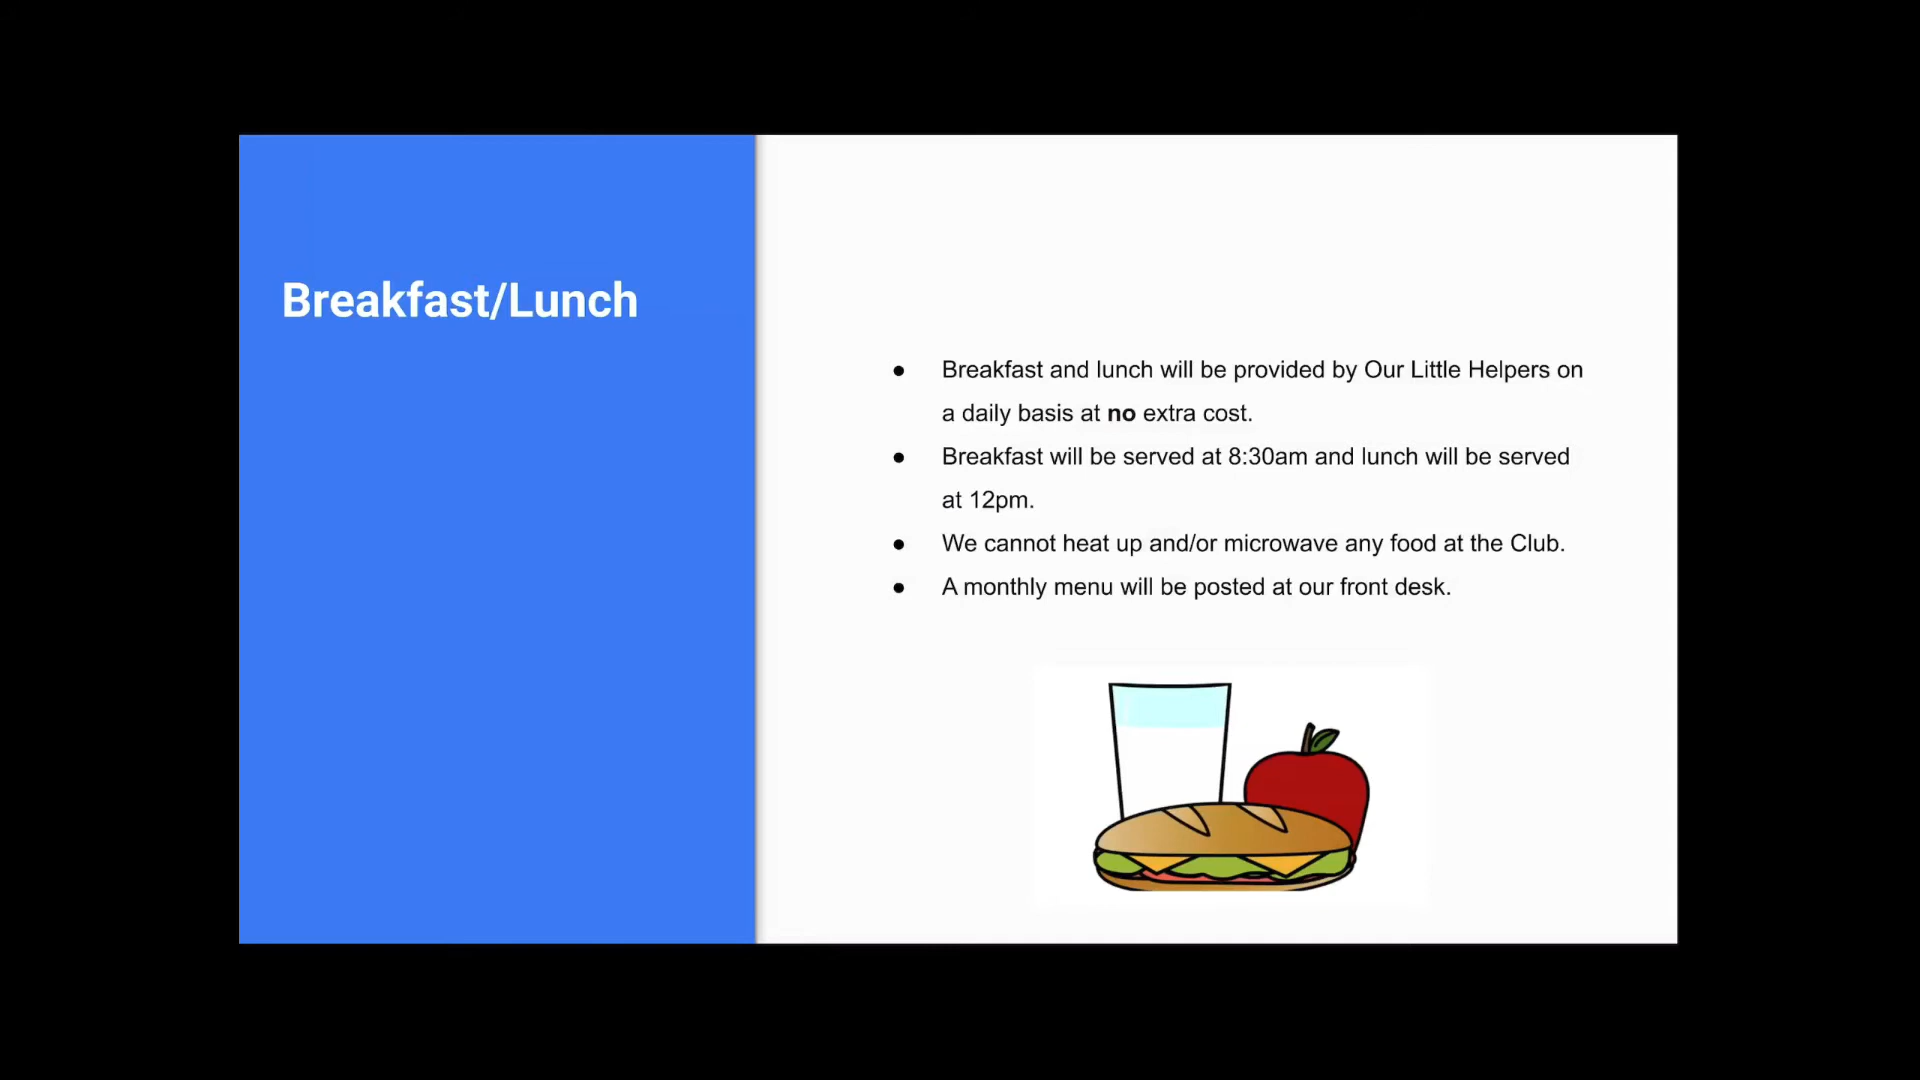 Breakfast/Lunch
● Breakfast and lunch will be provided by Our Little Helpers on
a daily basis at no extra cost.
● Breakfast will be served at 8:30am and lunch will be served
at 12pm.
● We cannot heat up and/or microwave any food at the Club.
● A monthly menu will be posted at our front desk.